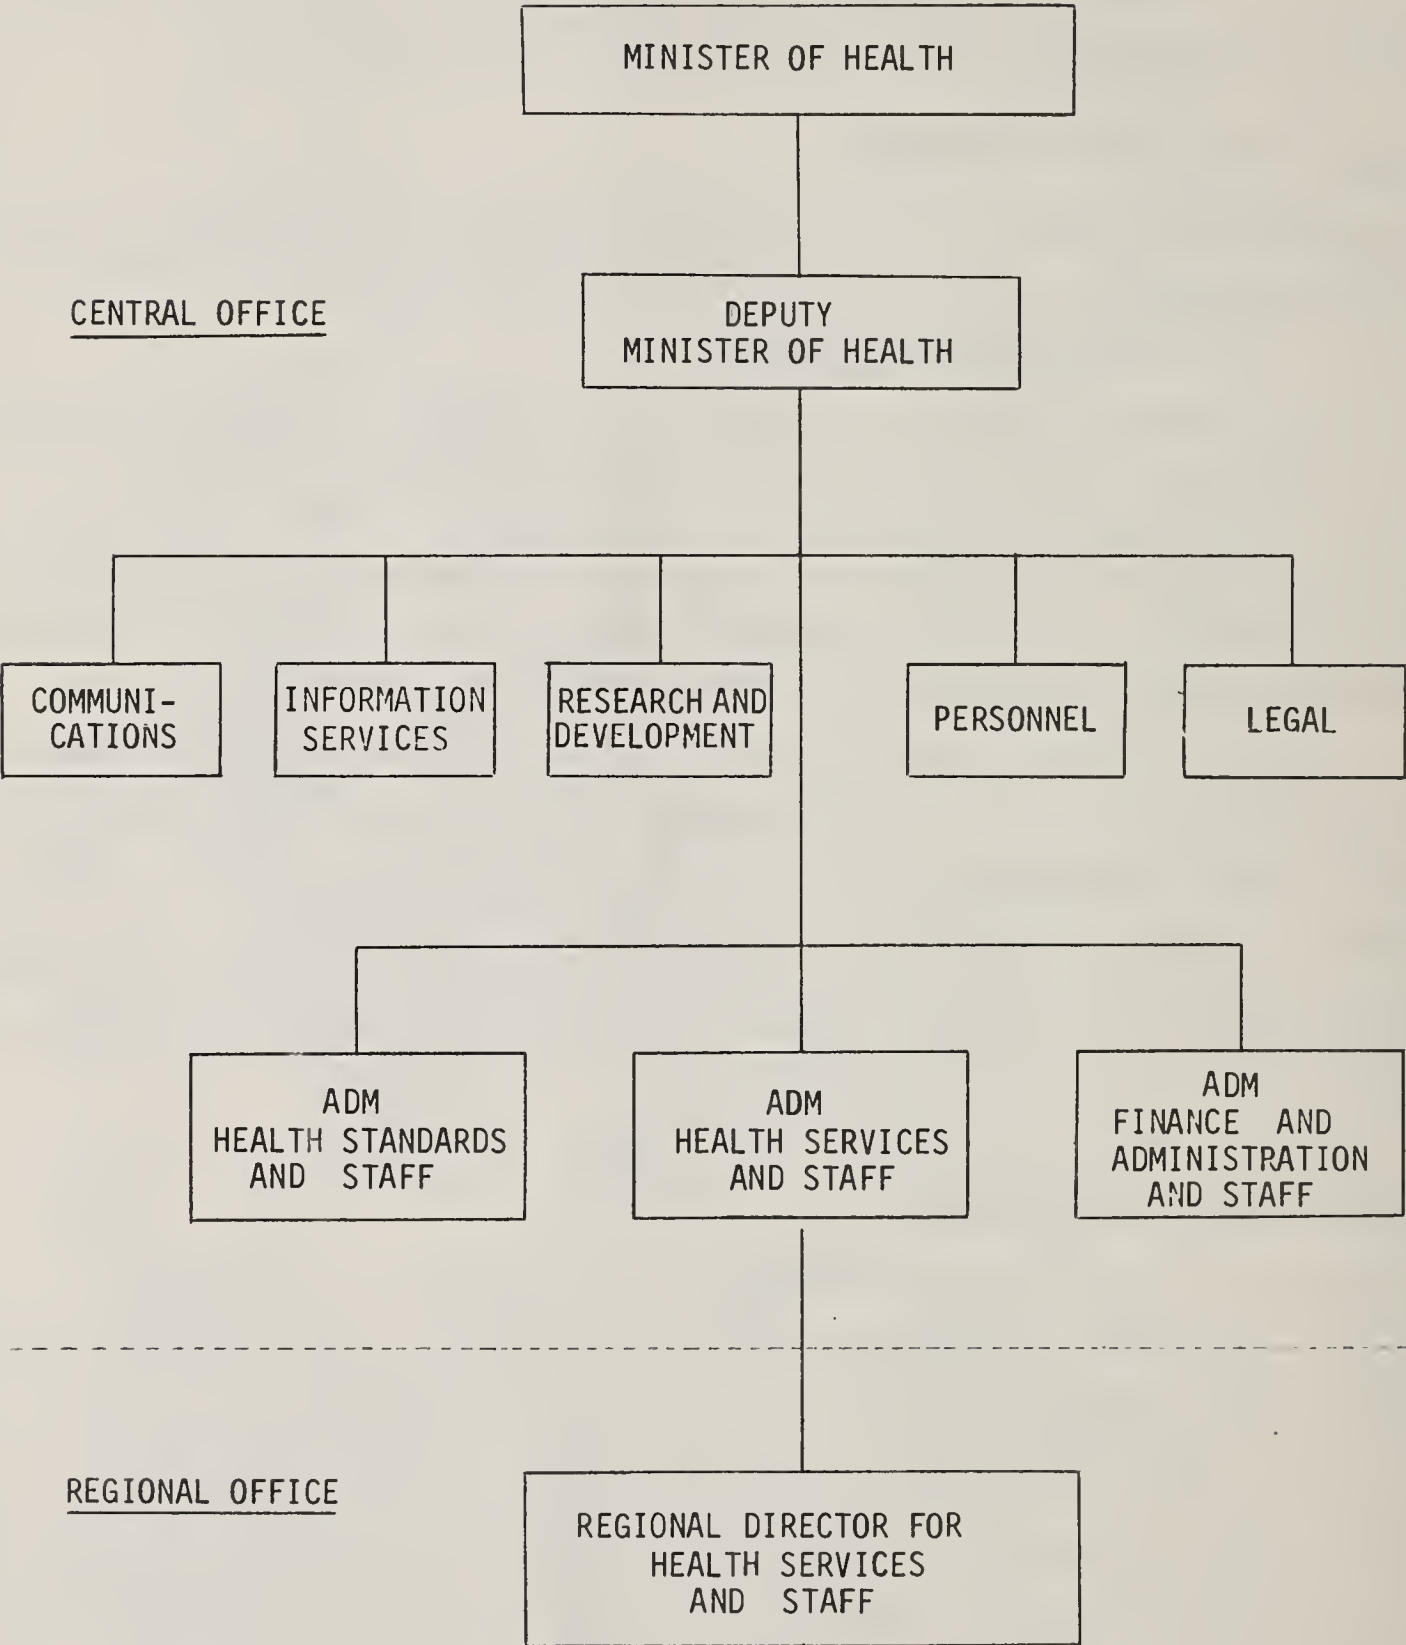 MINISTER OF HEALTH
CENTRAL OFFICE
DEPUTY
MINISTER OF HEALTH
COMMUNI-
CATIONS
INFORMATION
SERVICES
RESEARCH AND
DEVELOPMENT
PERSONNEL
LEGAL
ADM
HEALTH STANDARDS
AND STAFF
ADM
HEALTH SERVICES
AND STAFF
ADM
FINANCE AND
ADMINISTRATION
AND STAFF
REGIONAL OFFICE
REGIONAL DIRECTOR FOR
HEALTH SERVICES
AND STAFF